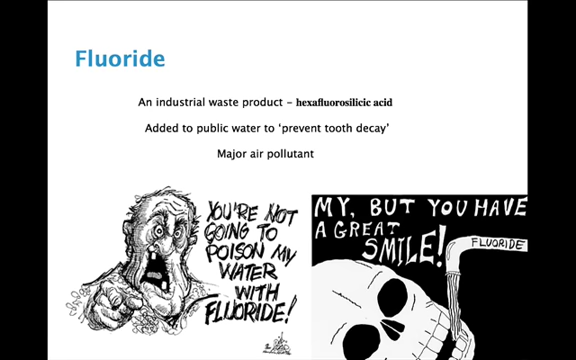 Fluoride
An industrial waste product – hexafluorosilicic acid
Added to public water to ‘prevent tooth decay’
Major air pollutant
YOU'RE NOT
GOING TO
POISON MY
WATER
WITH
FLUORIDE!
MY, BUT YOU HAVE
A GREAT
SMILE!
FLUORIDE